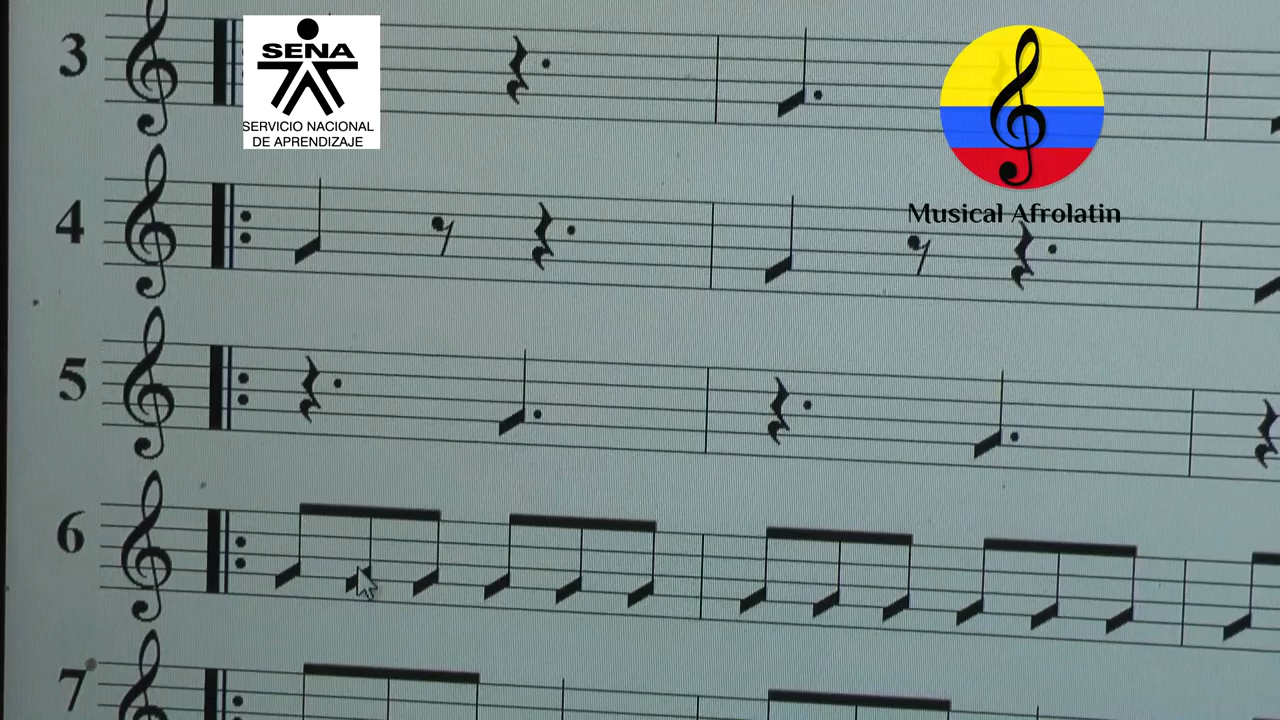 3
SENA
SERVICIO NACIONAL
DE APRENDIZAJE
Musical Afrolatin
4
5
6
7